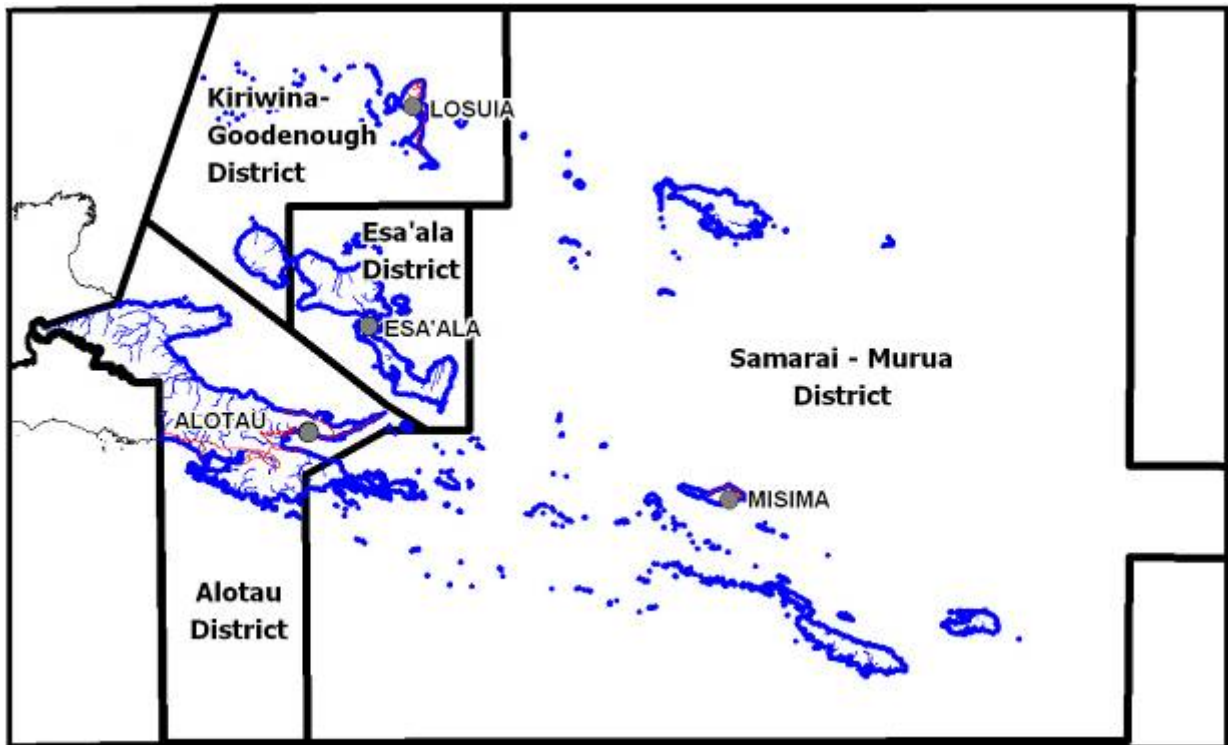 Kiriwina-
Goodenough
District
LOSUIA
Esa'ala
District
ESA'ALA
Samarai - Murua
District
ALOTAU
MISIMA
Alotau
District